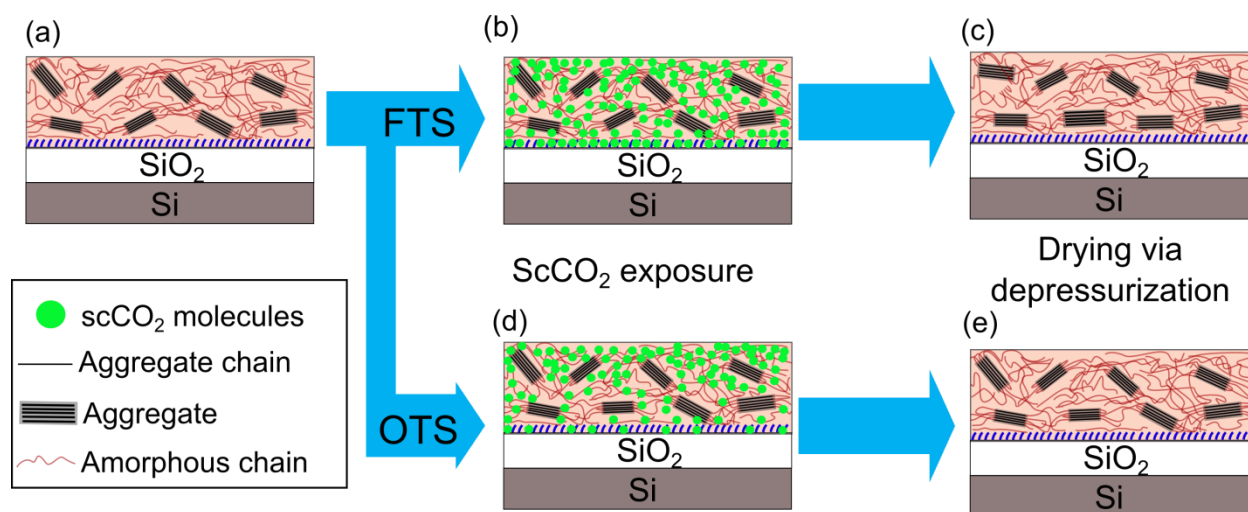 (a)
SiO₂
Si
FTS
OTS
(b)
SiO₂
Si
ScCO₂ exposure
(c)
SiO₂
Si
Drying via
depressurization
scCO₂ molecules
Aggregate chain
Aggregate
Amorphous chain
(d)
SiO₂
Si
(e)
SiO₂
Si